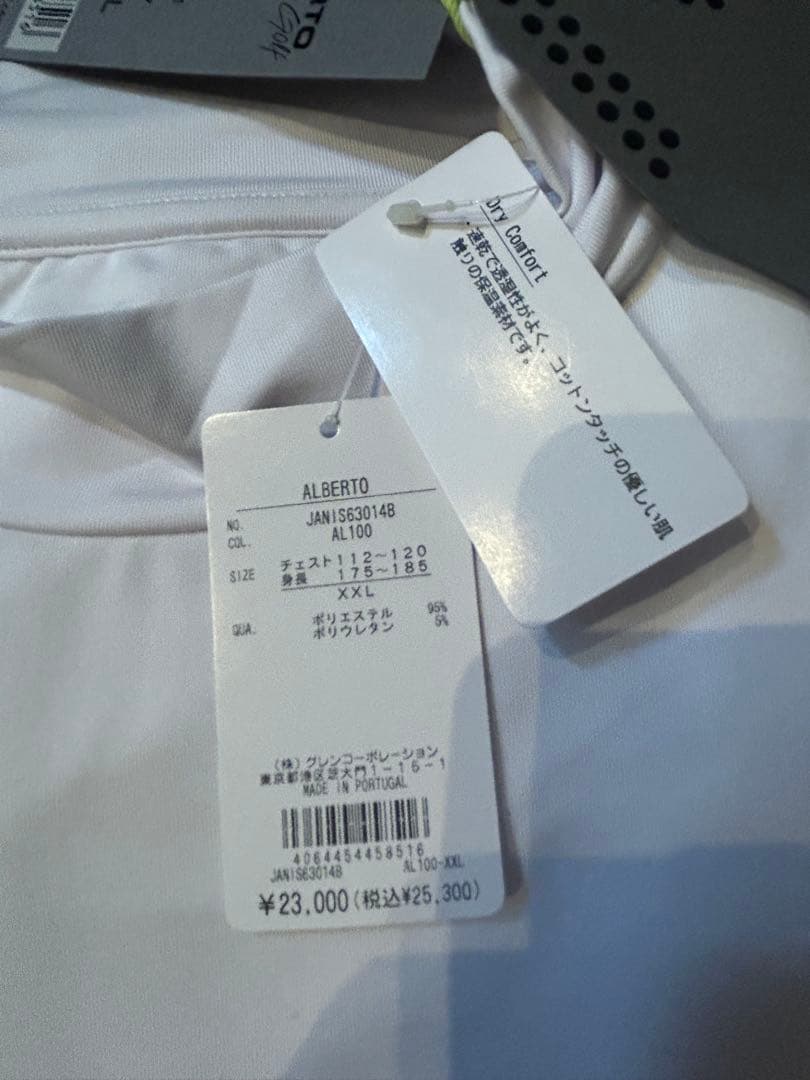 RTO
Golf
L
Dry Comfort
・速乾で透湿性がよく、コットンタッチの優しい肌
触りの保温素材です。
ALBERTO
NO. JANIS63014B
COL. AL100
SIZE チェスト 112～120
身長 175～185
XXL
QUA. ポリエステル 95%
ポリウレタン 5%
(株)グレンコーポレーション
東京都港区芝大門1-15-1
MADE IN PORTUGAL
4064454458516
JANIS63014B AL100-XXL
¥23,000(税込¥25,300)